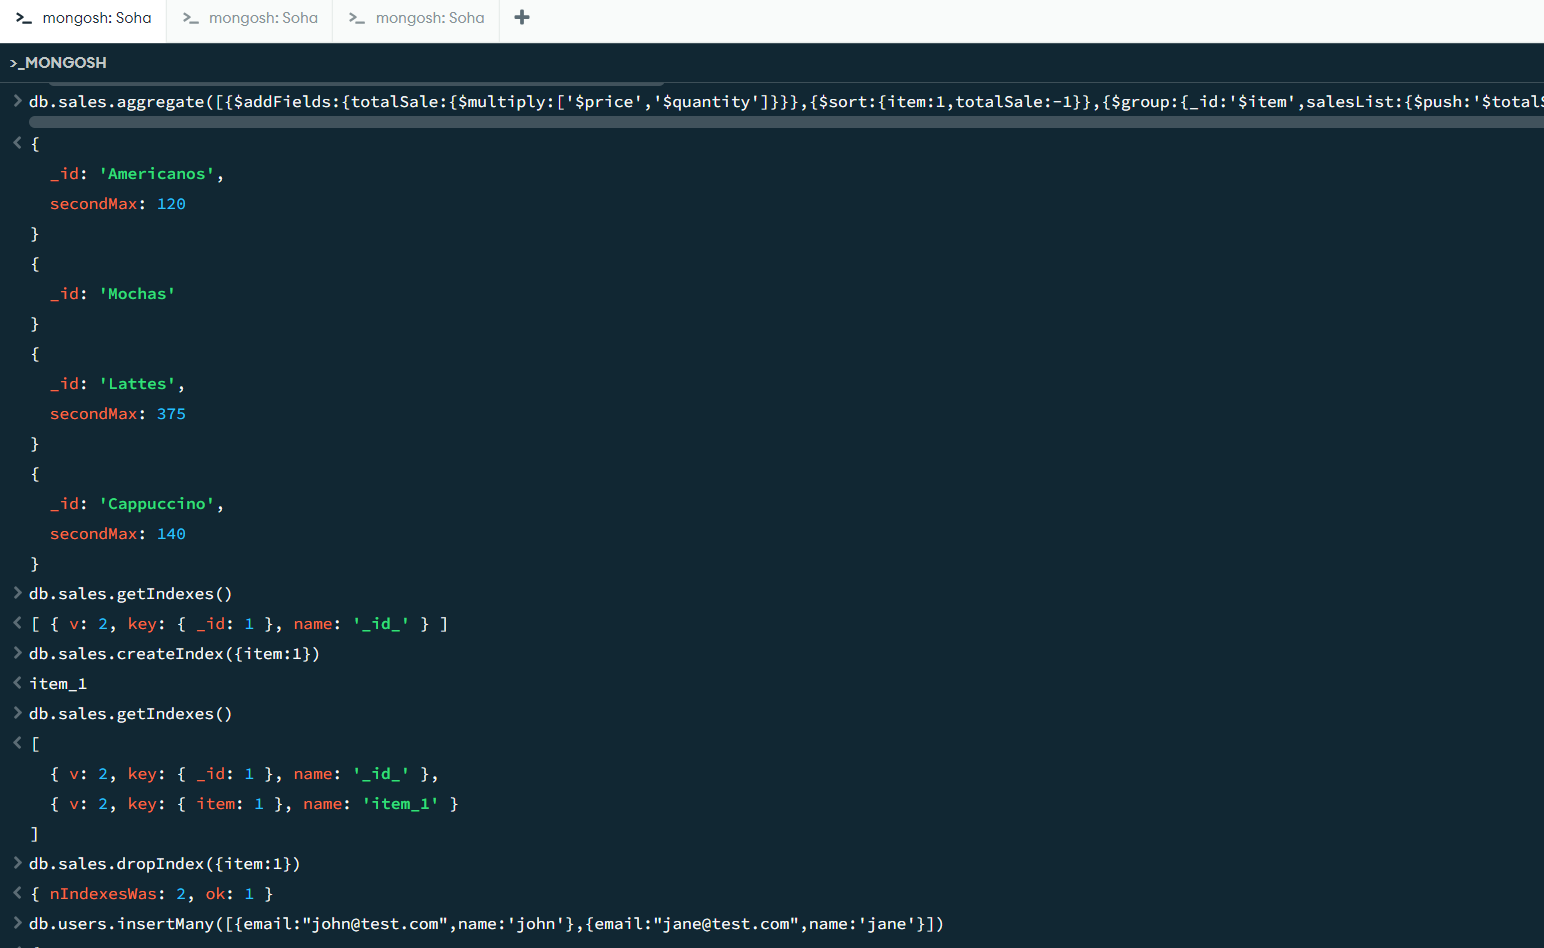 >_ mongosh: Soha >_ mongosh: Soha >_ mongosh: Soha +
>_MONGOSH
> db.sales.aggregate([{$addFields:{totalSale:{$multiply:['$price','$quantity']}}},{$sort:{item:1,totalSale:-1}},{$group:{_id:'$item',salesList:{$push:'$totalS
< {
_id: 'Americanos',
secondMax: 120
}
{
_id: 'Mochas'
}
{
_id: 'Lattes',
secondMax: 375
}
{
_id: 'Cappuccino',
secondMax: 140
}
> db.sales.getIndexes()
< [ { v: 2, key: { _id: 1 }, name: '_id_' } ]
> db.sales.createIndex({item:1})
< item_1
> db.sales.getIndexes()
< [
{ v: 2, key: { _id: 1 }, name: '_id_' },
{ v: 2, key: { item: 1 }, name: 'item_1' }
]
> db.sales.dropIndex({item:1})
< { nIndexesWas: 2, ok: 1 }
> db.users.insertMany([{email:"john@test.com",name:'john'},{email:"jane@test.com",name:'jane'}])